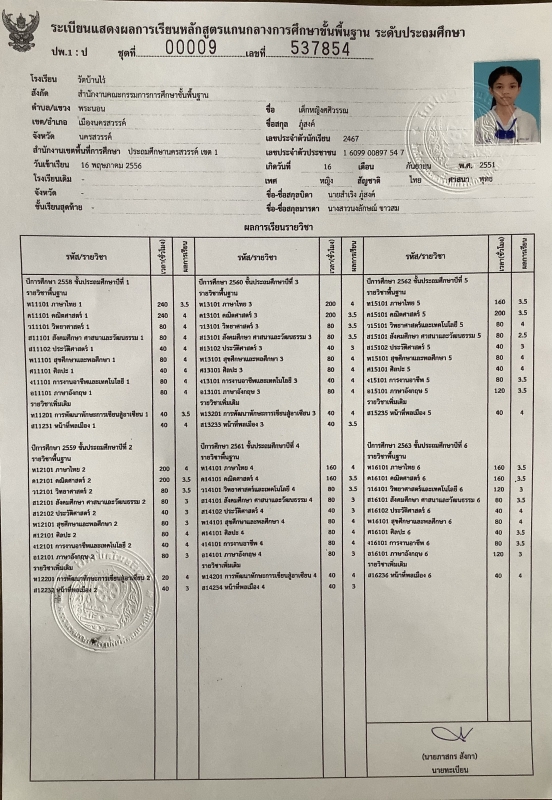 ระเบียนแสดงผลการเรียนหลักสูตรแกนกลางการศึกษาขั้นพื้นฐาน ระดับประถมศึกษา
ปพ.1 : ป ชุดที่ 00009 เลขที่ 537854
โรงเรียน วัดบ้านไร่
สังกัด สำนักงานคณะกรรมการการศึกษาขั้นพื้นฐาน
ตำบล/แขวง พระนอน
เขต/อำเภอ เมืองนครสวรรค์
จังหวัด นครสวรรค์
สำนักงานเขตพื้นที่การศึกษา ประถมศึกษานครสวรรค์ เขต 1
วันเข้าเรียน 16 พฤษภาคม 2556
โรงเรียนเดิม -
จังหวัด -
ชั้นเรียนสุดท้าย -
ชื่อ เด็กหญิงศศิวรรณ
ชื่อสกุล ภู่สงค์
เลขประจำตัวนักเรียน 2467
เลขประจำตัวประชาชน 1 6099 00897 54 7
เกิดวันที่ 16 เดือน กันยายน พ.ศ. 2551
เพศ หญิง สัญชาติ ไทย ศาสนา พุทธ
ชื่อ-ชื่อสกุลบิดา นายสำเริง ภู่สงค์
ชื่อ-ชื่อสกุลมารดา นางสาวนงลักษณ์ ขาวสม
ผลการเรียนรายวิชา
รหัส/รายวิชา เวลา(ชั่วโมง) ผลการเรียน
ปีการศึกษา 2558 ชั้นประถมศึกษาปีที่ 1
รายวิชาพื้นฐาน
ท11101 ภาษาไทย 1 240 3.5
ค11101 คณิตศาสตร์ 1 240 4
ว11101 วิทยาศาสตร์ 1 80 4
ส11101 สังคมศึกษา ศาสนาและวัฒนธรรม 1 80 4
ส11102 ประวัติศาสตร์ 1 40 4
พ11101 สุขศึกษาและพลศึกษา 1 80 4
ศ11101 ศิลปะ 1 80 4
ง11101 การงานอาชีพและเทคโนโลยี 1 40 4
อ11101 ภาษาอังกฤษ 1 80 4
รายวิชาเพิ่มเติม
ท11201 การพัฒนาทักษะการเขียนสู่อาเซียน 1 40 3.5
ส11231 หน้าที่พลเมือง 1 40 4
ปีการศึกษา 2559 ชั้นประถมศึกษาปีที่ 2
รายวิชาพื้นฐาน
ท12101 ภาษาไทย 2 200 4
ค12101 คณิตศาสตร์ 2 200 3.5
ว12101 วิทยาศาสตร์ 2 80 3.5
ส12101 สังคมศึกษา ศาสนาและวัฒนธรรม 2 80 3
ส12102 ประวัติศาสตร์ 2 40 3
พ12101 สุขศึกษาและพลศึกษา 2 80 3
ศ12101 ศิลปะ 2 80 3.5
ง12101 การงานอาชีพและเทคโนโลยี 2 40 4
อ12101 ภาษาอังกฤษ 2 80 3
รายวิชาเพิ่มเติม
ท12201 การพัฒนาทักษะการเขียนสู่อาเซียน 2 20 4
ส12232 หน้าที่พลเมือง 2 40 3
รหัส/รายวิชา เวลา(ชั่วโมง) ผลการเรียน
ปีการศึกษา 2560 ชั้นประถมศึกษาปีที่ 3
รายวิชาพื้นฐาน
ท13101 ภาษาไทย 3 200 4
ค13101 คณิตศาสตร์ 3 200 4
ว13101 วิทยาศาสตร์ 3 80 3.5
ส13101 สังคมศึกษา ศาสนาและวัฒนธรรม 3 80 3.5
ส13102 ประวัติศาสตร์ 3 40 3
พ13101 สุขศึกษาและพลศึกษา 3 80 4
ศ13101 ศิลปะ 3 80 3
ง13101 การงานอาชีพและเทคโนโลยี 3 40 4
อ13101 ภาษาอังกฤษ 3 80 4
รายวิชาเพิ่มเติม
ท13201 การพัฒนาทักษะการเขียนสู่อาเซียน 3 40 4
ส13233 หน้าที่พลเมือง 3 40 3.5
ปีการศึกษา 2561 ชั้นประถมศึกษาปีที่ 4
รายวิชาพื้นฐาน
ท14101 ภาษาไทย 4 160 4
ค14101 คณิตศาสตร์ 4 160 3.5
ว14101 วิทยาศาสตร์และเทคโนโลยี 4 80 3.5
ส14101 สังคมศึกษา ศาสนาและวัฒนธรรม 4 80 3
ส14102 ประวัติศาสตร์ 4 40 3
พ14101 สุขศึกษาและพลศึกษา 4 80 4
ศ14101 ศิลปะ 4 80 4
ง14101 การงานอาชีพ 4 40 4
อ14101 ภาษาอังกฤษ 4 80 3
รายวิชาเพิ่มเติม
ท14201 การพัฒนาทักษะการเขียนสู่อาเซียน 4 40 4
ส14234 หน้าที่พลเมือง 4 40 3
รหัส/รายวิชา เวลา(ชั่วโมง) ผลการเรียน
ปีการศึกษา 2562 ชั้นประถมศึกษาปีที่ 5
รายวิชาพื้นฐาน
ท15101 ภาษาไทย 5 160 3.5
ค15101 คณิตศาสตร์ 5 200 3.5
ว15101 วิทยาศาสตร์และเทคโนโลยี 5 80 4
ส15101 สังคมศึกษา ศาสนาและวัฒนธรรม 5 80 2.5
ส15102 ประวัติศาสตร์ 5 40 3
พ15101 สุขศึกษาและพลศึกษา 5 80 4
ศ15101 ศิลปะ 5 40 4
ง15101 การงานอาชีพและเทคโนโลยี 5 80 3.5
อ15101 ภาษาอังกฤษ 5 120 3.5
รายวิชาเพิ่มเติม
ส15235 หน้าที่พลเมือง 5 40 4
ปีการศึกษา 2563 ชั้นประถมศึกษาปีที่ 6
รายวิชาพื้นฐาน
ท16101 ภาษาไทย 6 160 3.5
ค16101 คณิตศาสตร์ 6 160 3.5
ว16101 วิทยาศาสตร์และเทคโนโลยี 6 120 3
ส16101 สังคมศึกษา ศาสนาและวัฒนธรรม 6 80 3.5
ส16102 ประวัติศาสตร์ 6 40 4
พ16101 สุขศึกษาและพลศึกษา 6 80 4
ศ16101 ศิลปะ 6 40 3.5
ง16101 การงานอาชีพ 6 80 3.5
อ16101 ภาษาอังกฤษ 6 120 3
รายวิชาเพิ่มเติม
ส16236 หน้าที่พลเมือง 6 40 4
(นายภาสกร สังกา)
นายทะเบียน